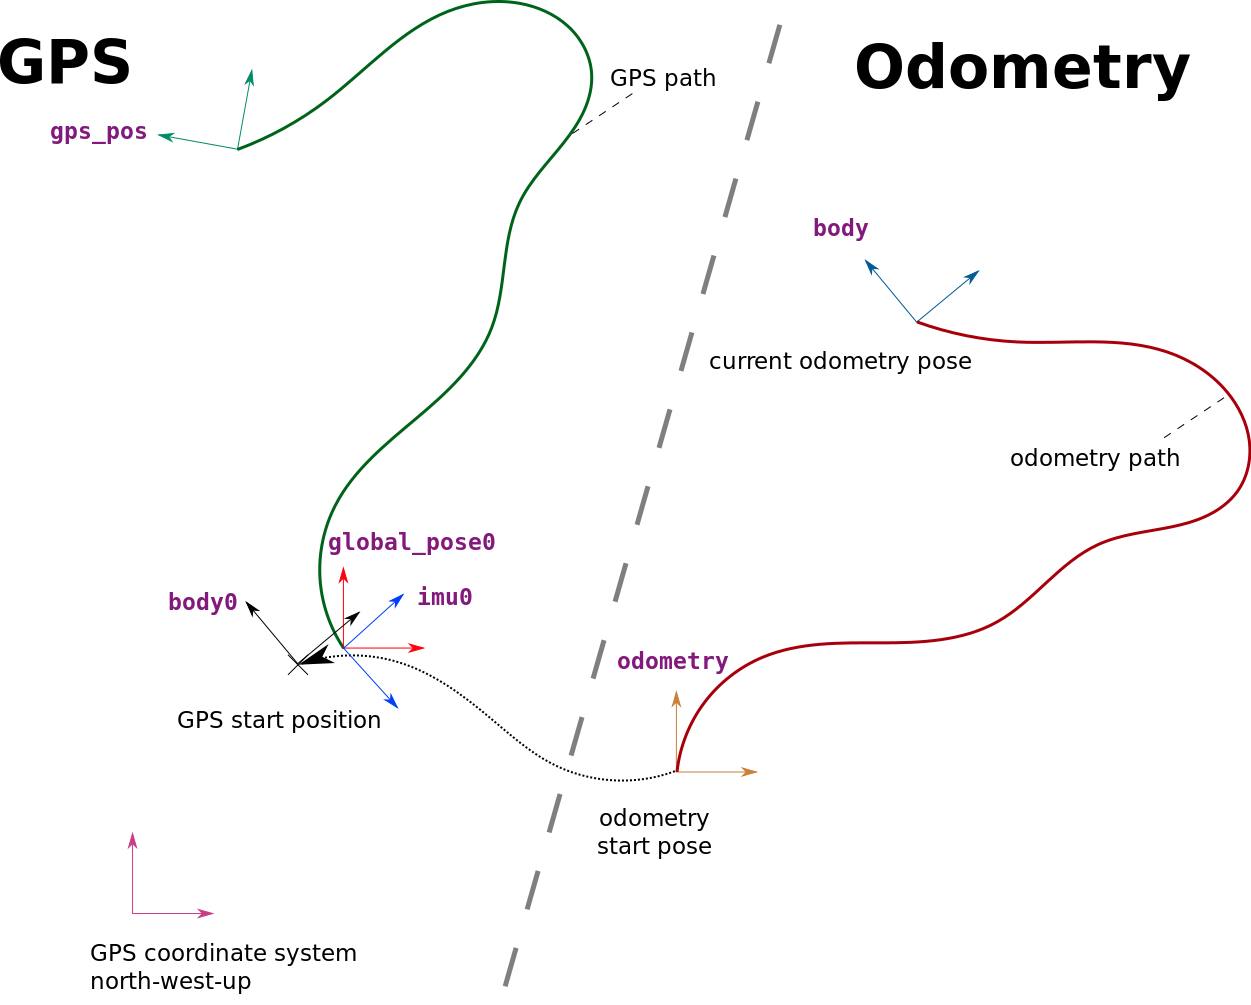 GPS
Odometry
GPS path
gps_pos
body
current odometry pose
odometry path
global_pose0
imu0
body0
odometry
GPS start position
odometry
start pose
GPS coordinate system
north-west-up